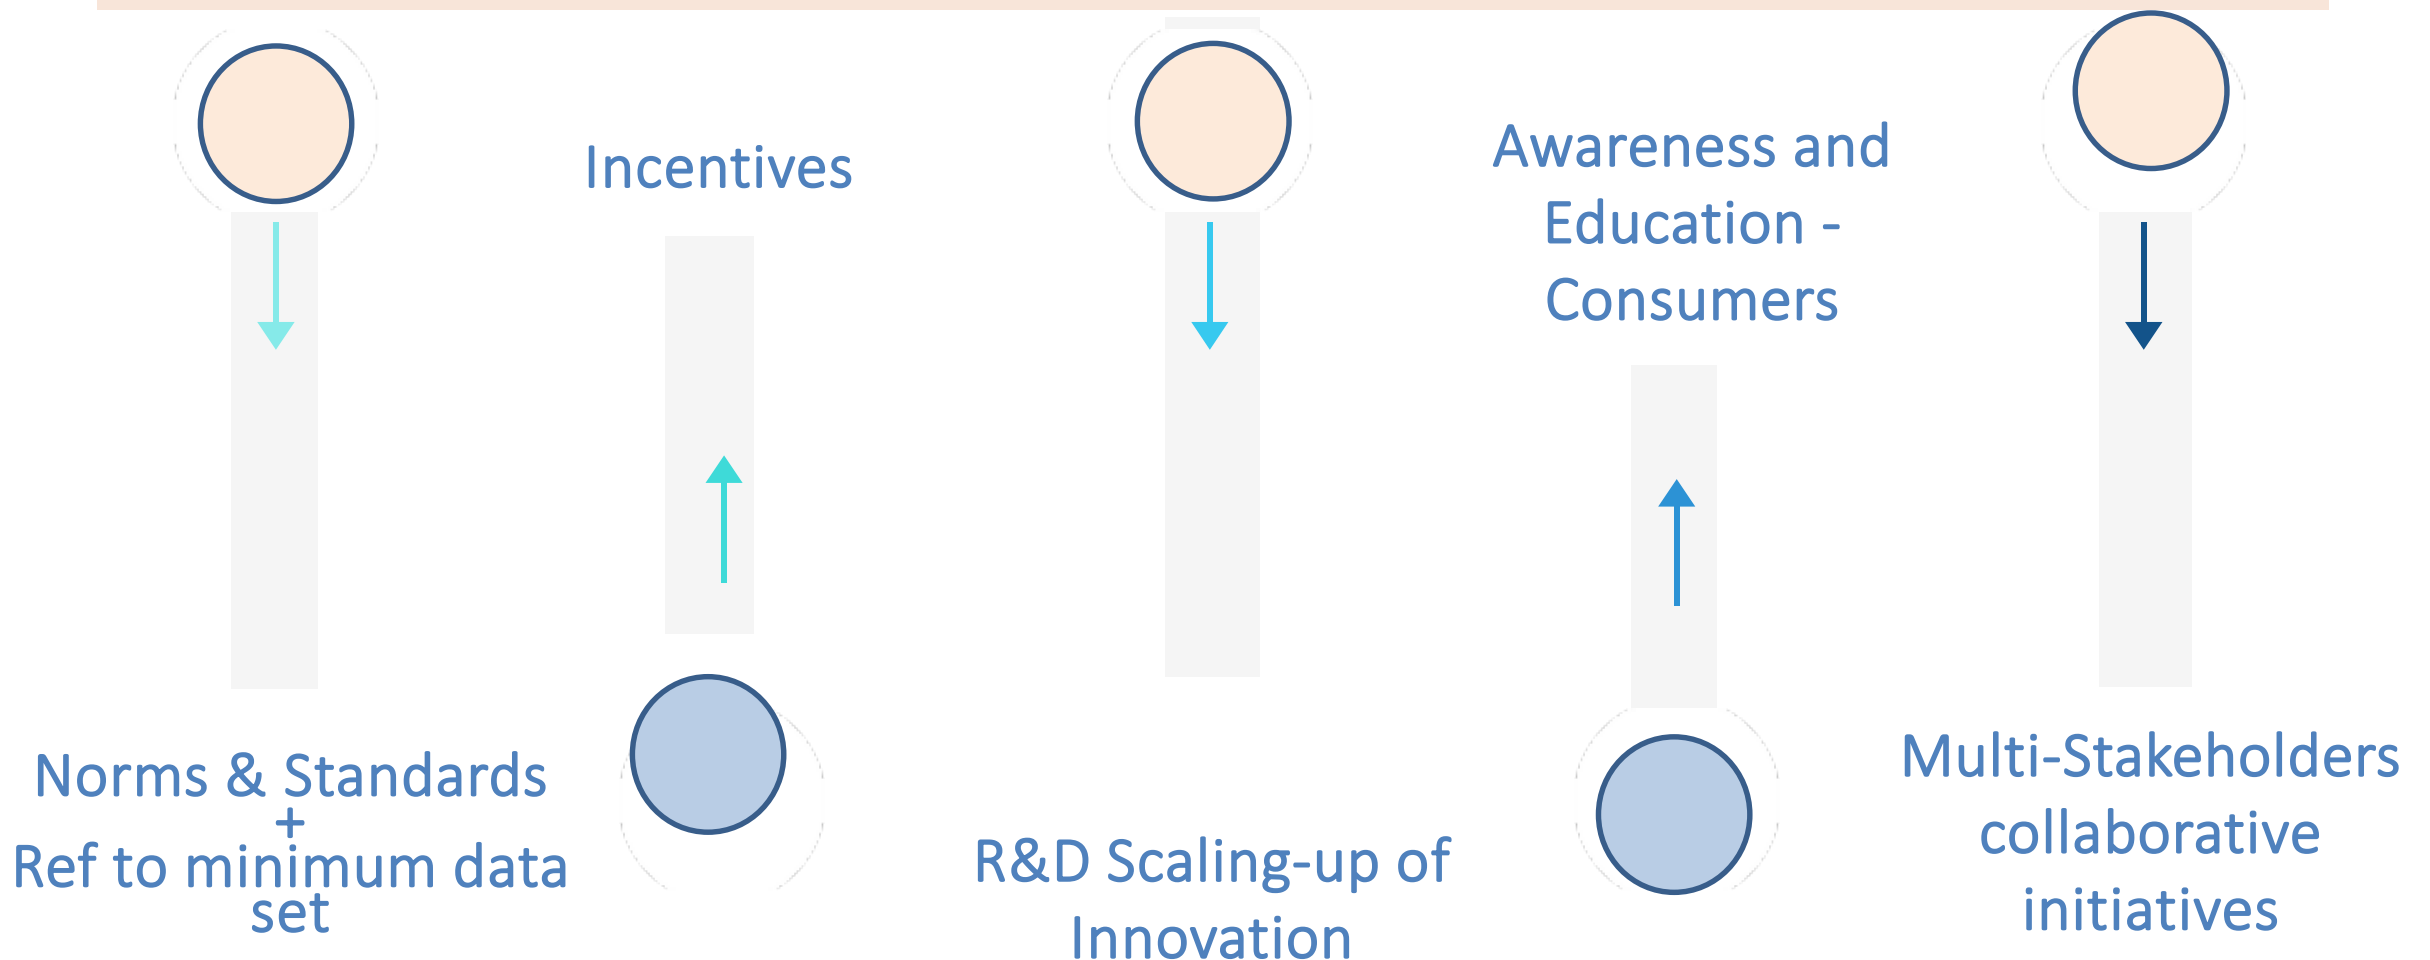 Norms & Standards
+
Ref to minimum data
set
Incentives
R&D Scaling-up of
Innovation
Awareness and
Education -
Consumers
Multi-Stakeholders
collaborative
initiatives